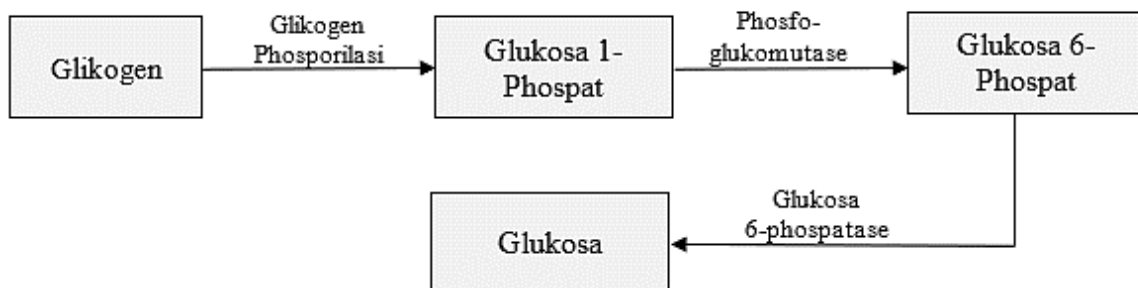 Glikogen
Glikogen
Phosporilasi
Glukosa 1-
Phospat
Phosfo-
glukomutase
Glukosa 6-
Phospat
Glukosa
6-phospatase
Glukosa